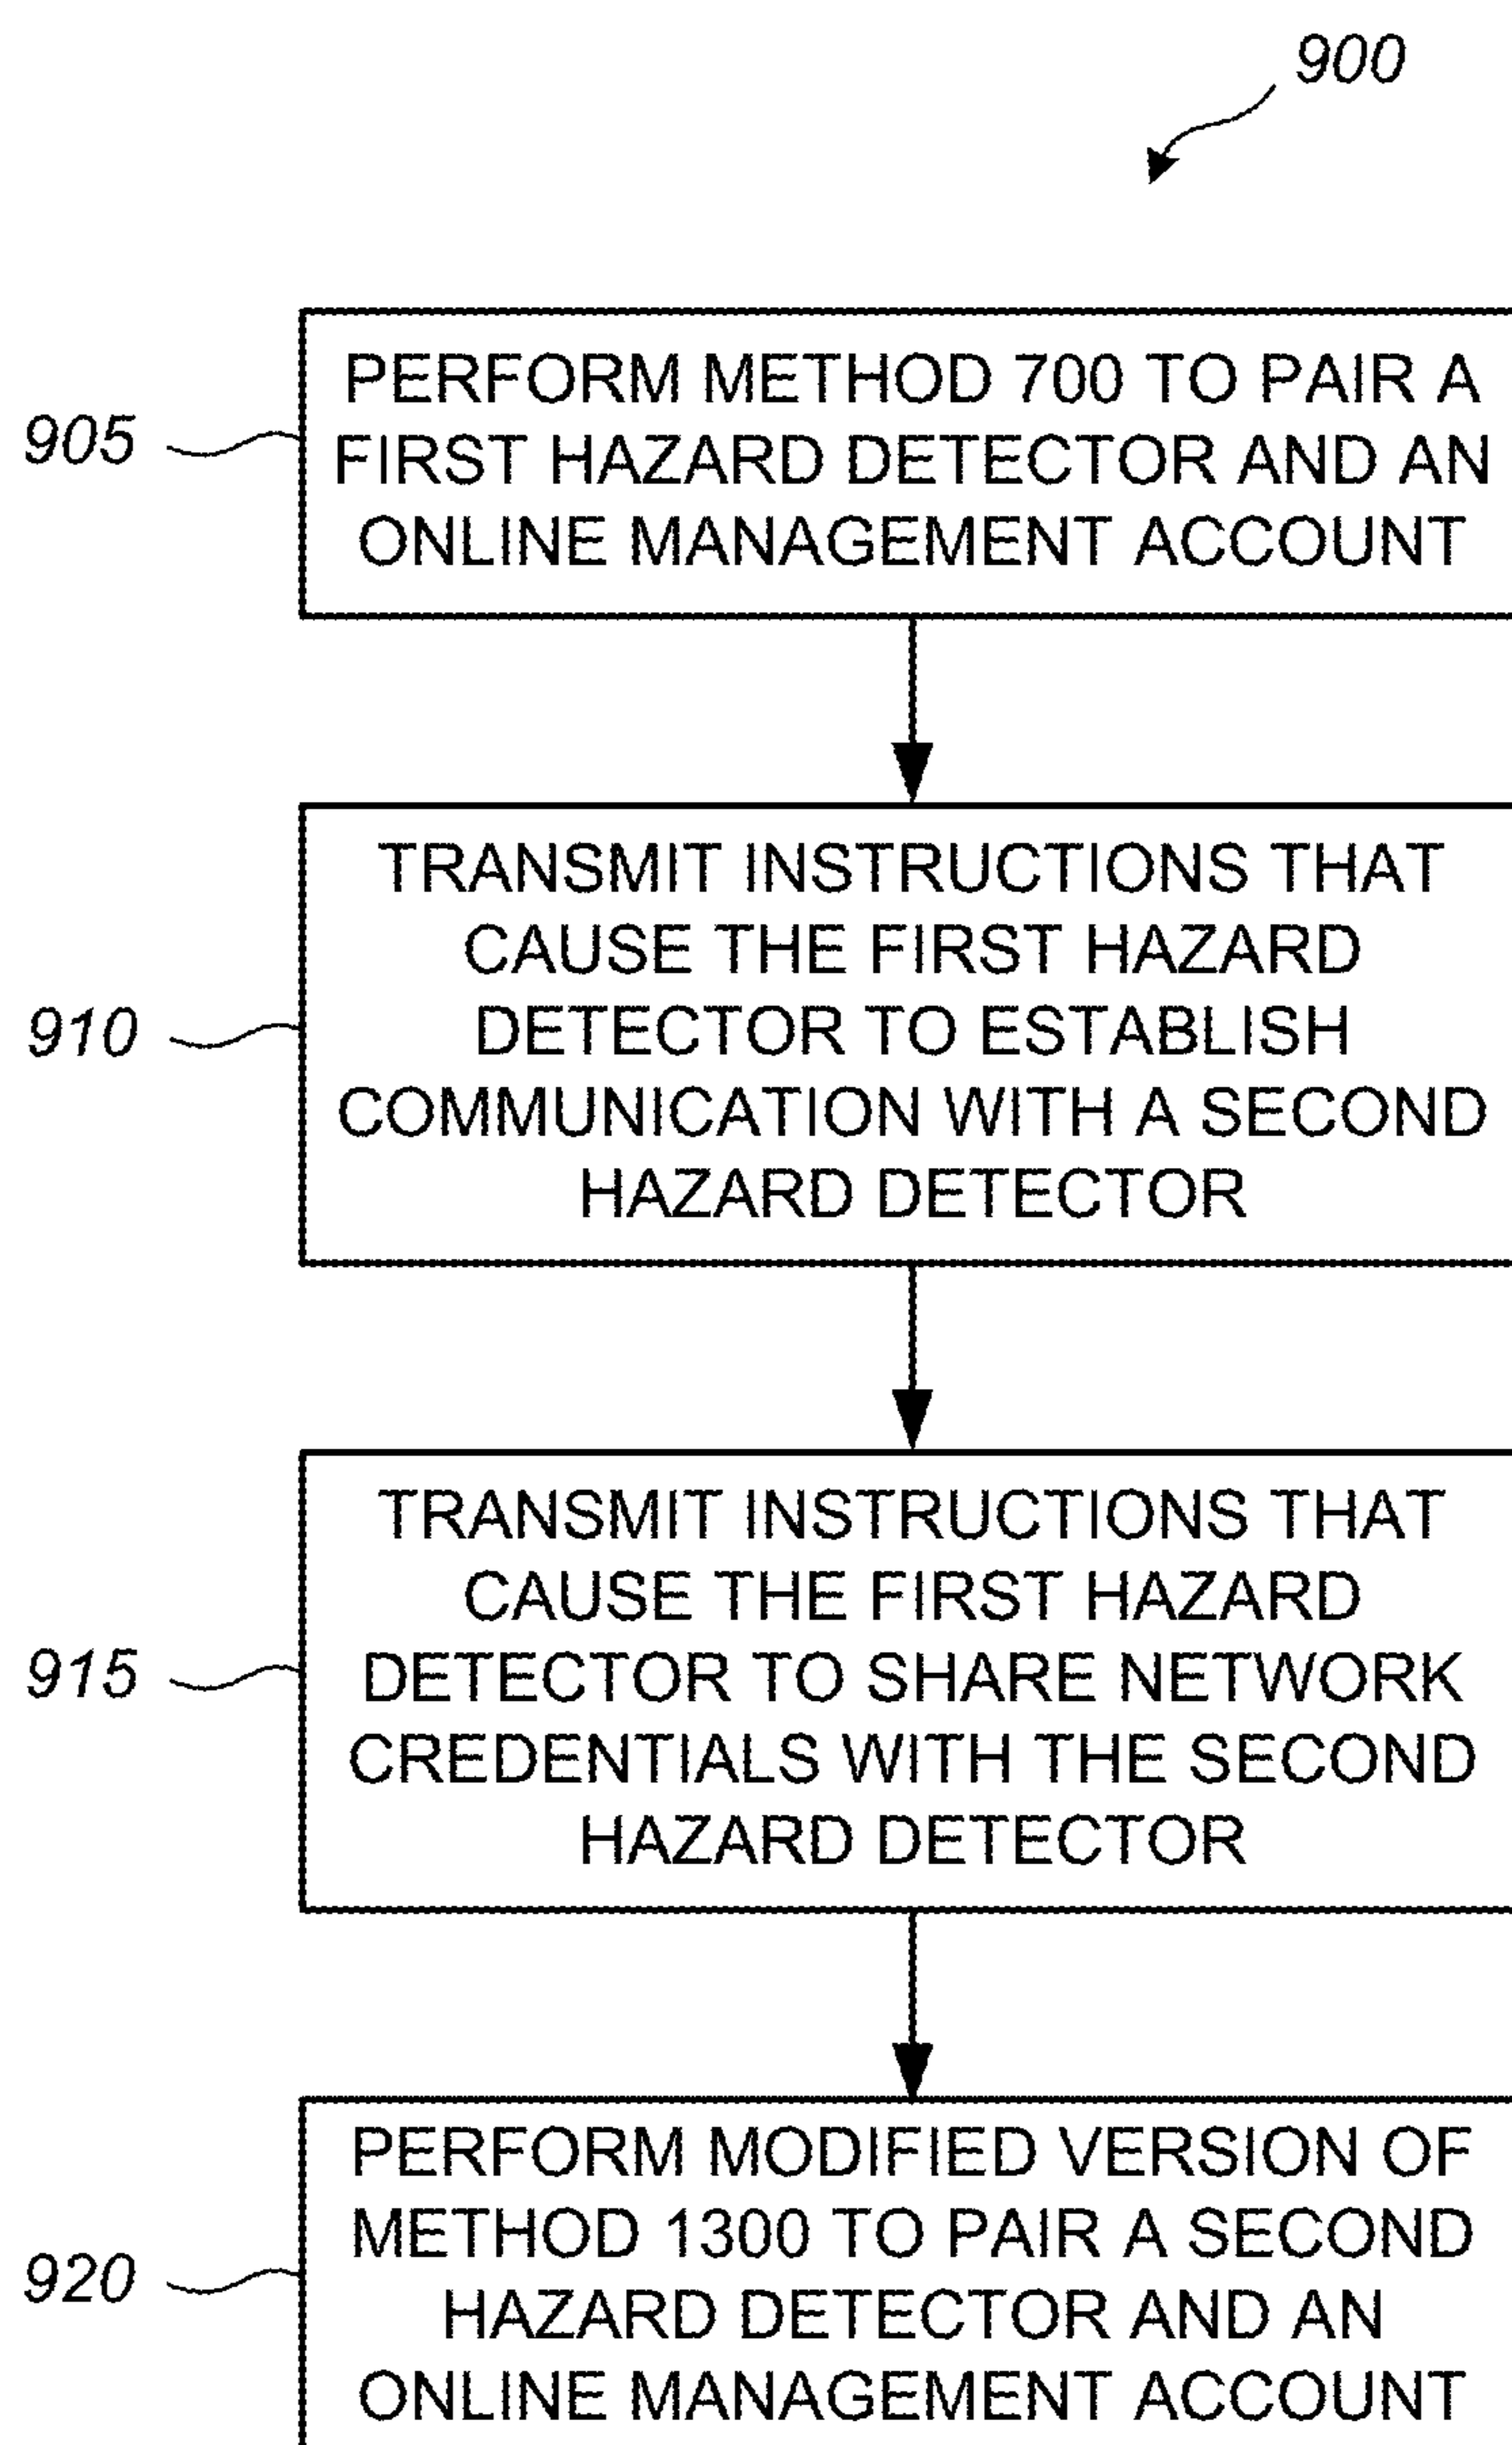 900
905
PERFORM METHOD 700 TO PAIR A
FIRST HAZARD DETECTOR AND AN
ONLINE MANAGEMENT ACCOUNT
910
TRANSMIT INSTRUCTIONS THAT
CAUSE THE FIRST HAZARD
DETECTOR TO ESTABLISH
COMMUNICATION WITH A SECOND
HAZARD DETECTOR
915
TRANSMIT INSTRUCTIONS THAT
CAUSE THE FIRST HAZARD
DETECTOR TO SHARE NETWORK
CREDENTIALS WITH THE SECOND
HAZARD DETECTOR
920
PERFORM MODIFIED VERSION OF
METHOD 1300 TO PAIR A SECOND
HAZARD DETECTOR AND AN
ONLINE MANAGEMENT ACCOUNT